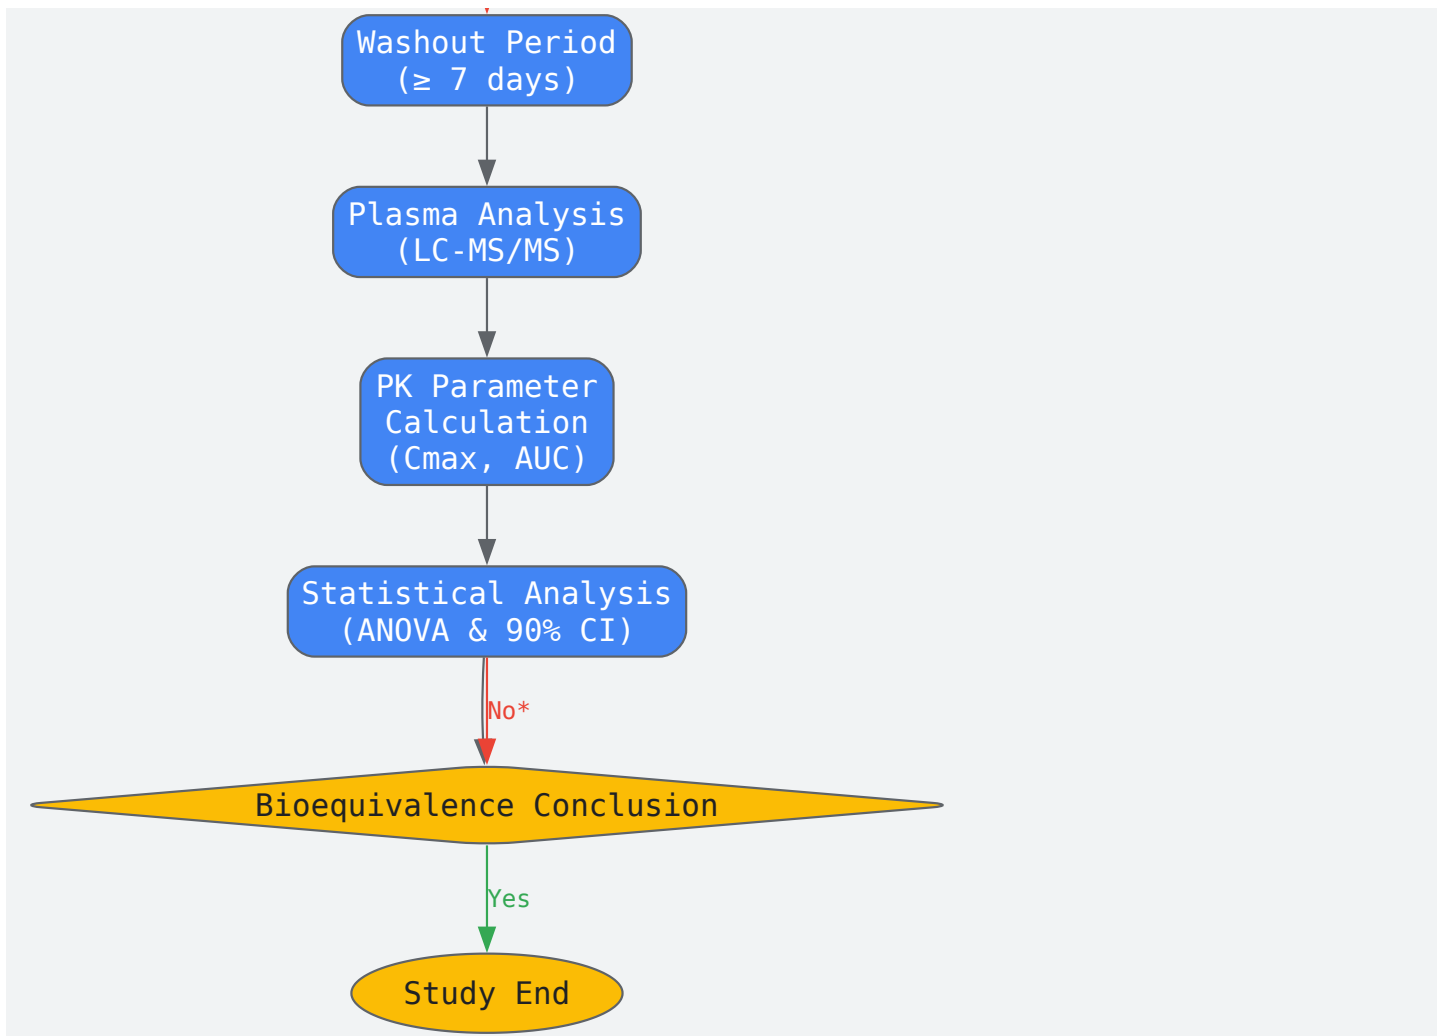 Washout Period
(≥ 7 days)
Plasma Analysis
(LC-MS/MS)
PK Parameter
Calculation
(Cmax, AUC)
Statistical Analysis
(ANOVA & 90% CI)
No*
Bioequivalence Conclusion
Yes
Study End